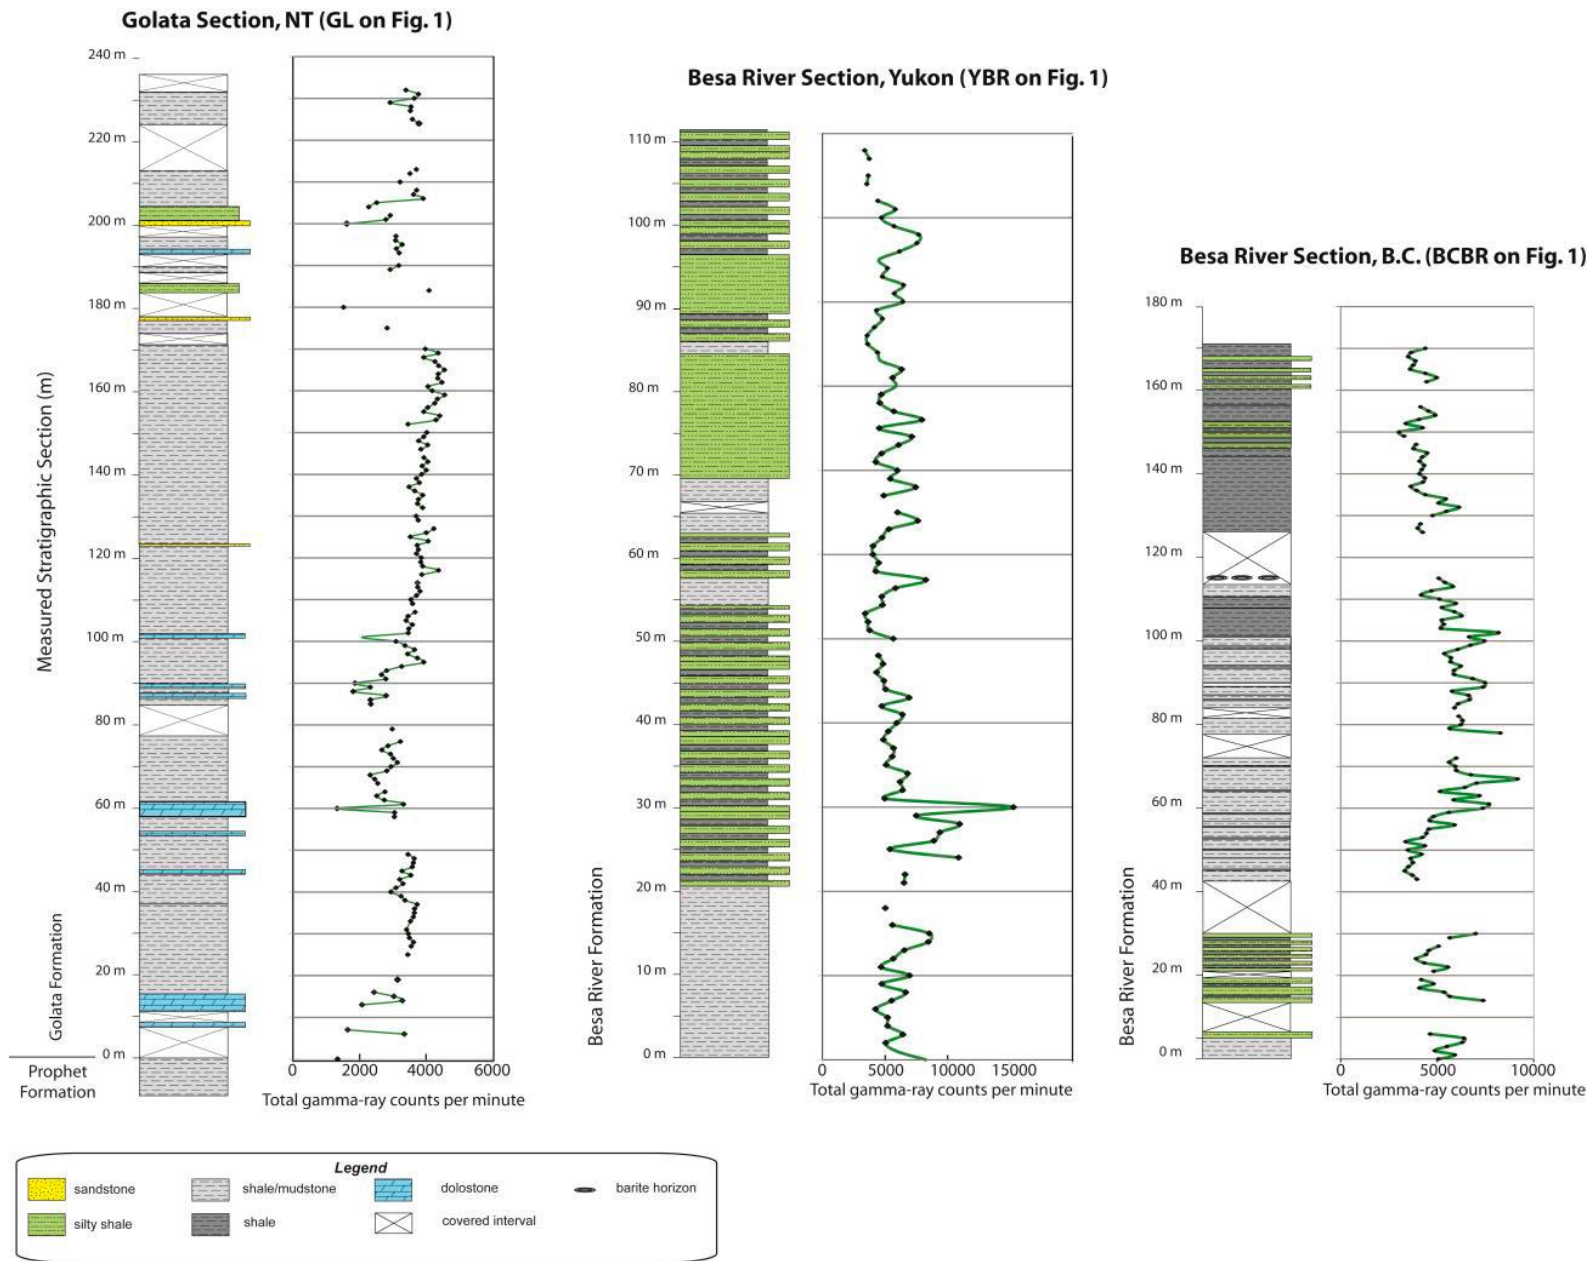 Golata Section, NT (GL on Fig. 1)
240 m
220 m
200 m
180 m
160 m
140 m
120 m
100 m
80 m
60 m
40 m
20 m
0 m
Measured Stratigraphic Section (m)
Golata Formation
Prophet
Formation
0
2000
4000
6000
Total gamma-ray counts per minute
Besa River Section, Yukon (YBR on Fig. 1)
110 m
100 m
90 m
80 m
70 m
60 m
50 m
40 m
30 m
20 m
10 m
0 m
Besa River Formation
0
5000
10000
15000
Total gamma-ray counts per minute
Besa River Section, B.C. (BCBR on Fig. 1)
180 m
160 m
140 m
120 m
100 m
80 m
60 m
40 m
20 m
0 m
Besa River Formation
0
5000
10000
Total gamma-ray counts per minute
Legend
sandstone
shale/mudstone
dolostone
barite horizon
silty shale
shale
covered interval